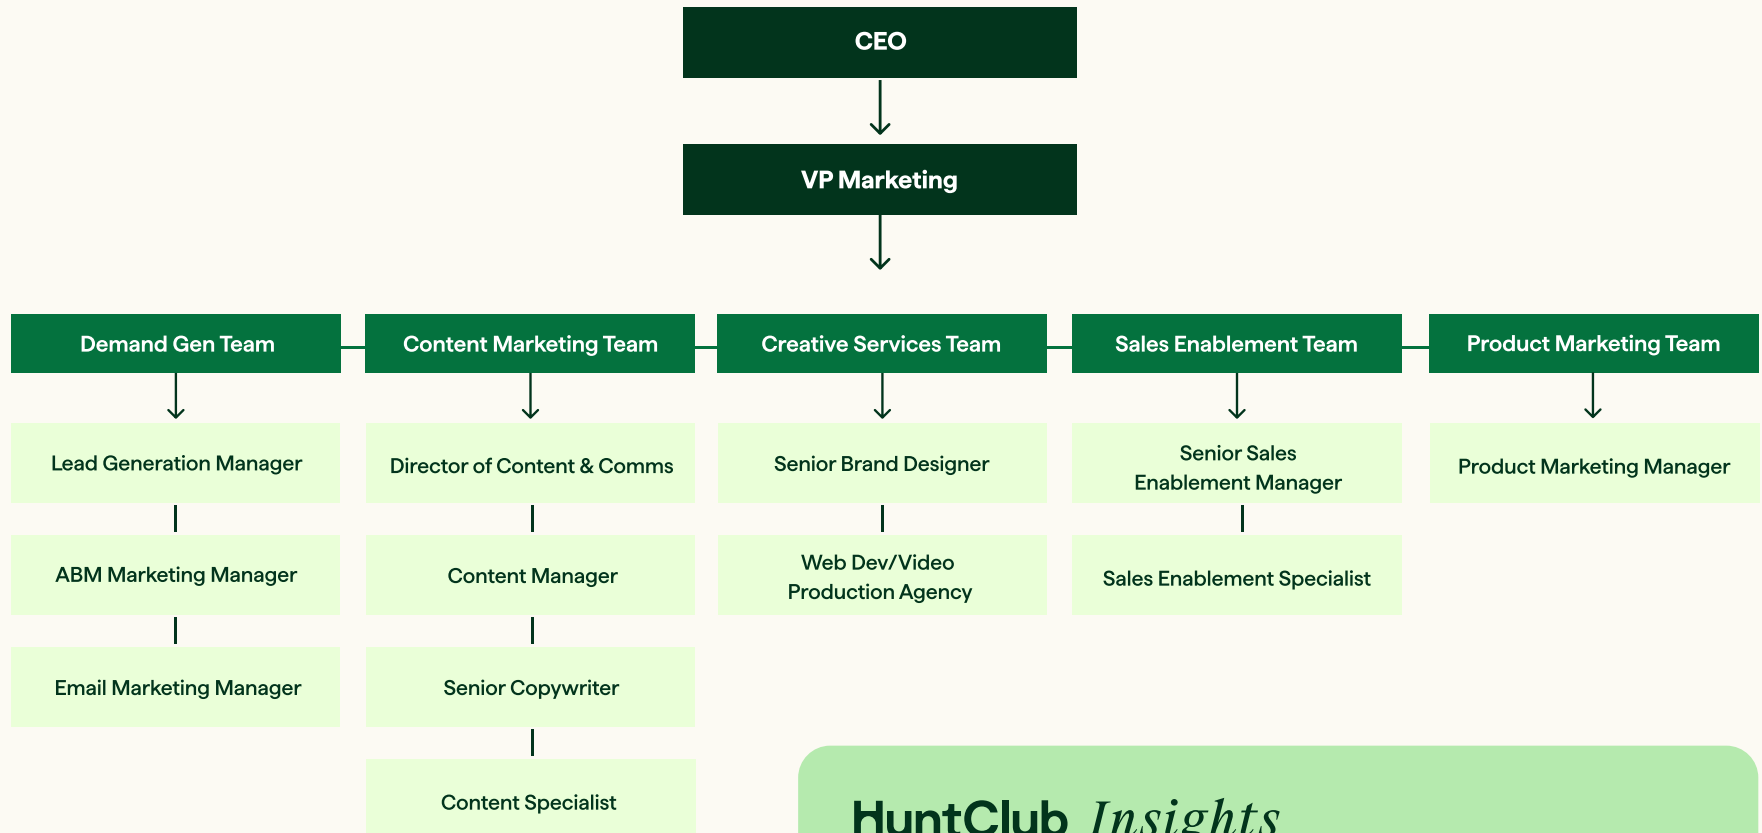 CEO
VP Marketing
Demand Gen Team
Content Marketing Team
Creative Services Team
Sales Enablement Team
Product Marketing Team
Lead Generation Manager
Director of Content & Comms
Senior Brand Designer
Senior Sales
Enablement Manager
Product Marketing Manager
ABM Marketing Manager
Content Manager
Web Dev/Video
Production Agency
Sales Enablement Specialist
Email Marketing Manager
Senior Copywriter
Content Specialist
HuntClub Insights